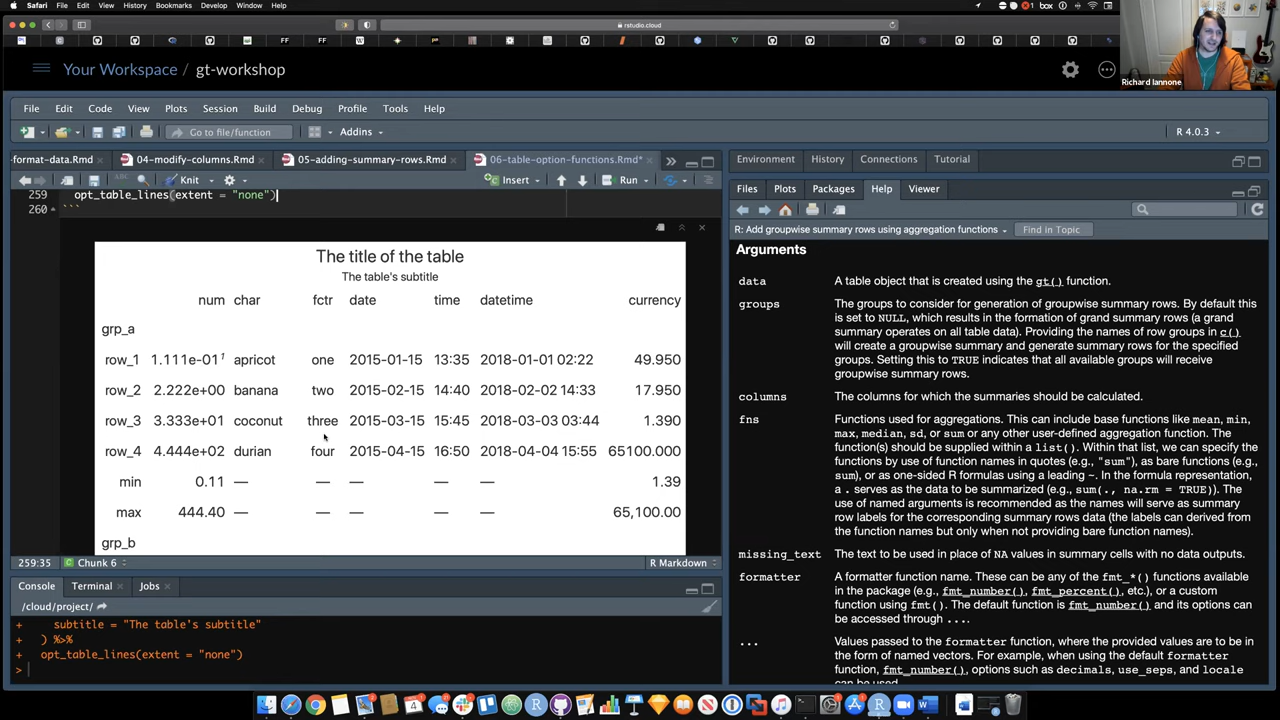 Safari File Edit View History Bookmarks Develop Window Help
box
rstudio.cloud
FF FF
Richard Iannone
Your Workspace / gt-workshop
File Edit Code View Plots Session Build Debug Profile Tools Help
Go to file/function Addins R 4.0.3
-format-data.Rmd 04-modify-columns.Rmd 05-adding-summary-rows.Rmd 06-table-option-functions.Rmd*
Knit Insert Run
259 opt_table_lines(extent = "none")
260 ```
The title of the table
The table's subtitle
num char fctr date time datetime currency
grp_a
row_1 1.111e-01 1 apricot one 2015-01-15 13:35 2018-01-01 02:22 49.950
row_2 2.222e+00 banana two 2015-02-15 14:40 2018-02-02 14:33 17.950
row_3 3.333e+01 coconut three 2015-03-15 15:45 2018-03-03 03:44 1.390
row_4 4.444e+02 durian four 2015-04-15 16:50 2018-04-04 15:55 65100.000
min 0.11 — — — — — 1.39
max 444.40 — — — — — 65,100.00
grp_b
259:35 Chunk 6 R Markdown
Console Terminal Jobs
/cloud/project/
+ subtitle = "The table's subtitle"
+ ) %>%
+ opt_table_lines(extent = "none")
>
Environment History Connections Tutorial
Files Plots Packages Help Viewer
R: Add groupwise summary rows using aggregation functions Find in Topic
Arguments
data A table object that is created using the gt() function.
groups The groups to consider for generation of groupwise summary rows. By default this
is set to NULL, which results in the formation of grand summary rows (a grand
summary operates on all table data). Providing the names of row groups in c()
will create a groupwise summary and generate summary rows for the specified
groups. Setting this to TRUE indicates that all available groups will receive
groupwise summary rows.
columns The columns for which the summaries should be calculated.
fns Functions used for aggregations. This can include base functions like mean, min,
max, median, sd, or sum or any other user-defined aggregation function. The
function(s) should be supplied within a list(). Within that list, we can specify the
functions by use of function names in quotes (e.g., "sum"), as bare functions (e.g.,
sum), or as one-sided R formulas using a leading ~. In the formula representation,
a . serves as the data to be summarized (e.g., sum(., na.rm = TRUE)). The
use of named arguments is recommended as the names will serve as summary
row labels for the corresponding summary rows data (the labels can derived from
the function names but only when not providing bare function names).
missing_text The text to be used in place of NA values in summary cells with no data outputs.
formatter A formatter function name. These can be any of the fmt_*() functions available
in the package (e.g., fmt_number(), fmt_percent(), etc.), or a custom
function using fmt(). The default function is fmt_number() and its options can
be accessed through ....
... Values passed to the formatter function, where the provided values are to be in
the form of named vectors. For example, when using the default formatter
function, fmt_number(), options such as decimals, use_seps, and locale
can be used.